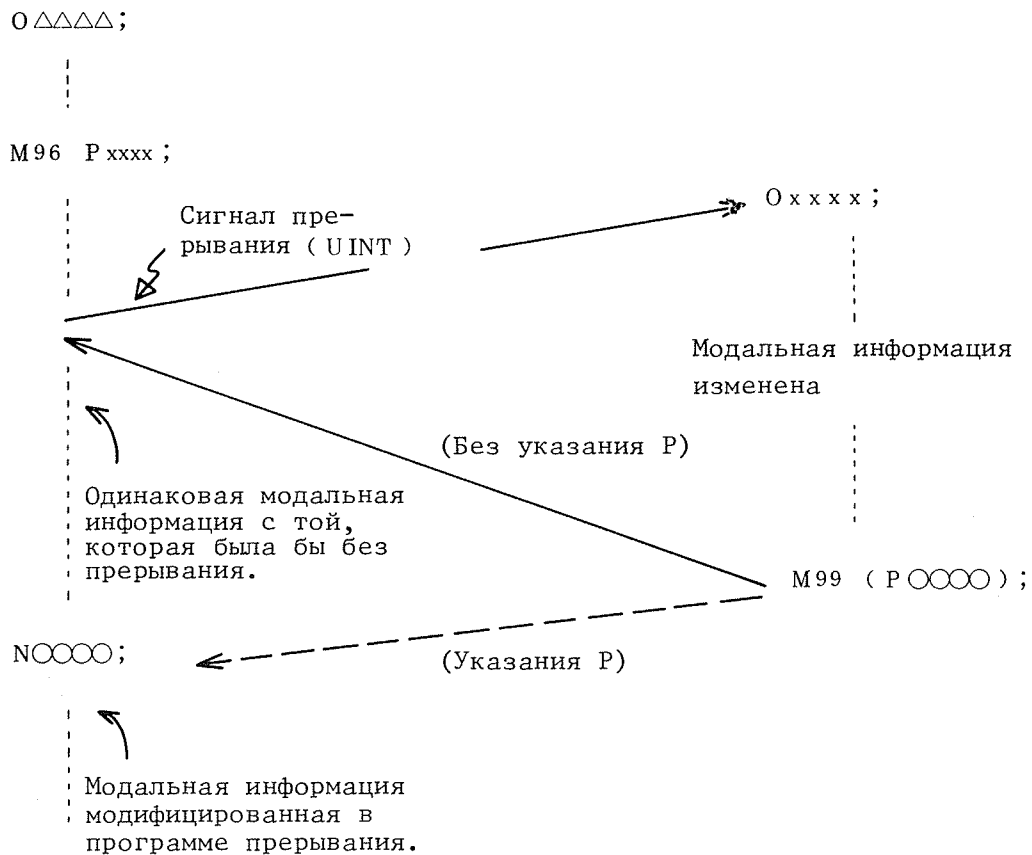 O△△△△;
M96 Pxxxx;
Сигнал пре-
рывания (UINT)
Oxxxx;
Модальная информация
изменена
(Без указания P)
Одинаковая модальная
информация с той,
которая была бы без
прерывания.
M99 (P○○○○);
N○○○○;
(Указания P)
Модальная информация
модифицированная в
программе прерывания.